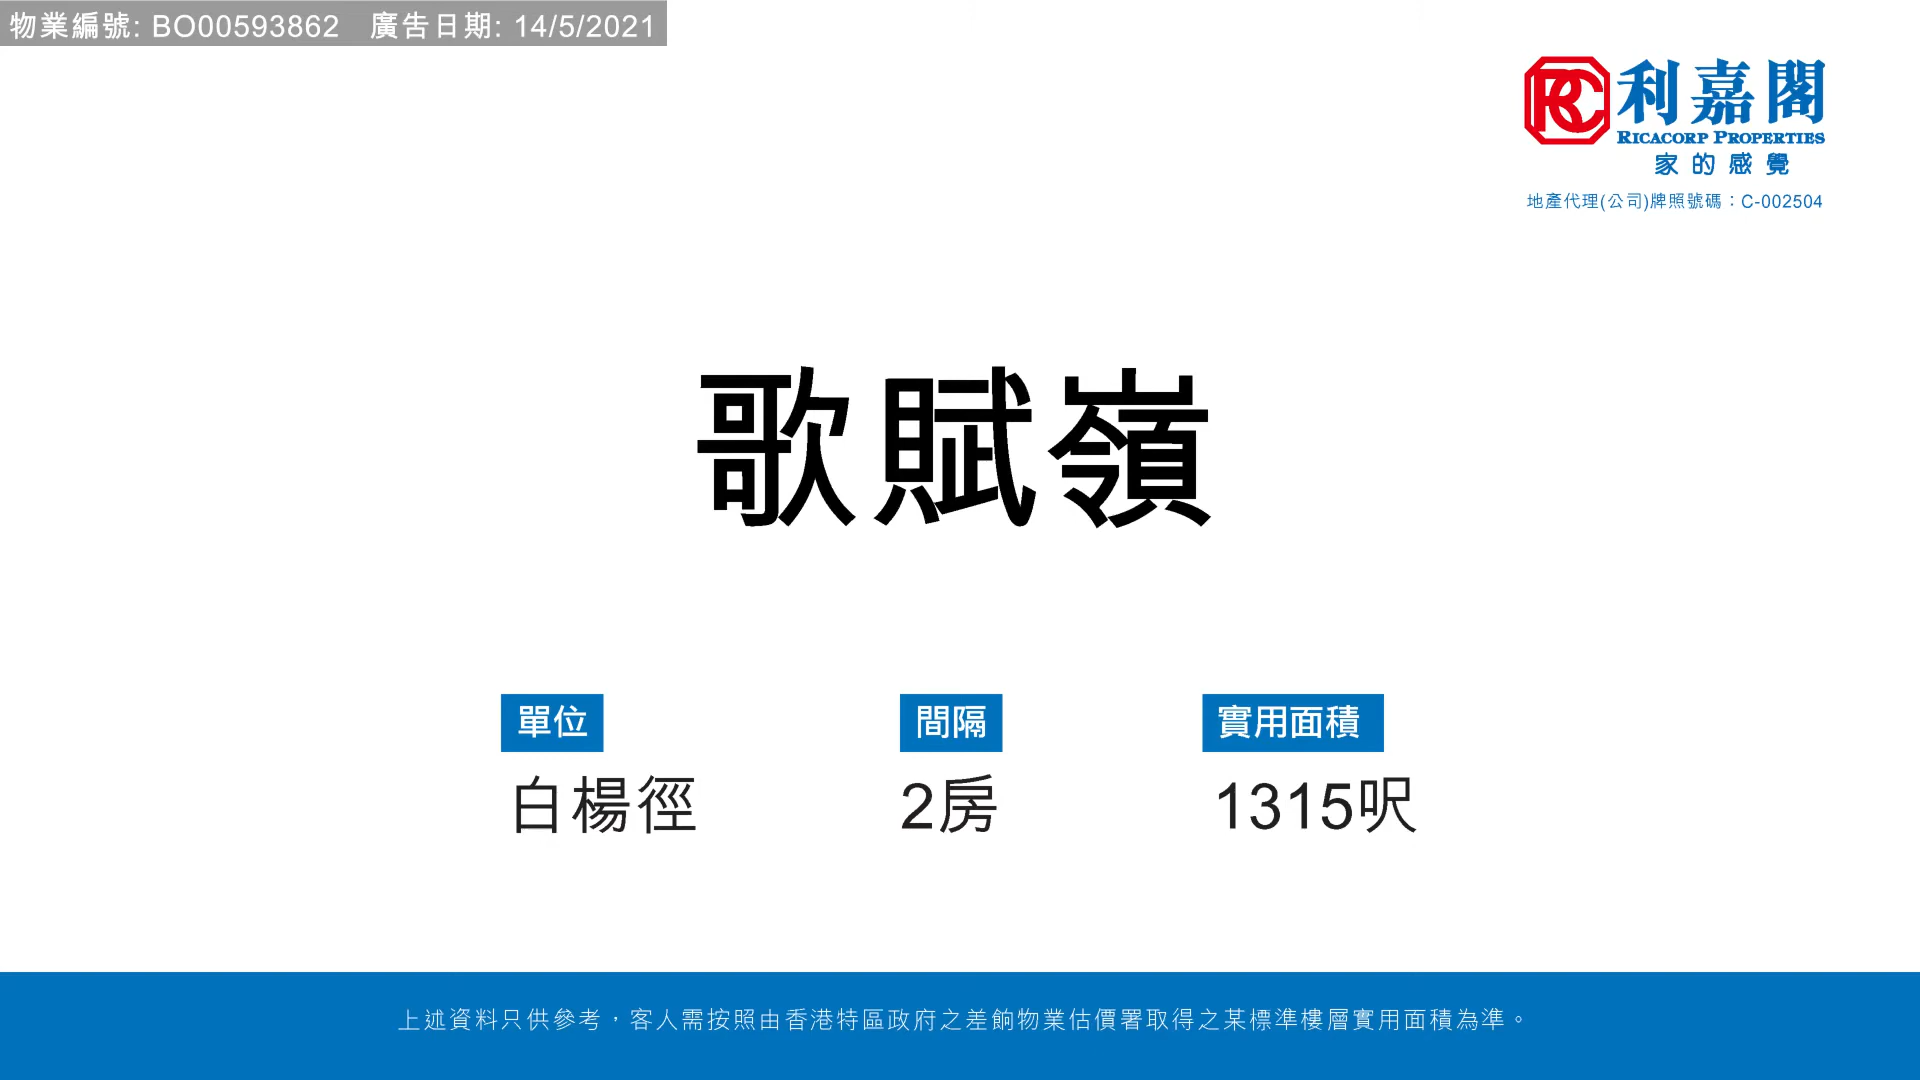 物業編號: BO00593862 廣告日期: 14/5/2021
RC 利嘉閣
RICACORP PROPERTIES
家的感覺
地產代理(公司)牌照號碼：C-002504
歌賦嶺
單位 間隔 實用面積
白楊徑 2房 1315呎
上述資料只供參考，客人需按照由香港特區政府之差餉物業估價署取得之某標準樓層實用面積為準。